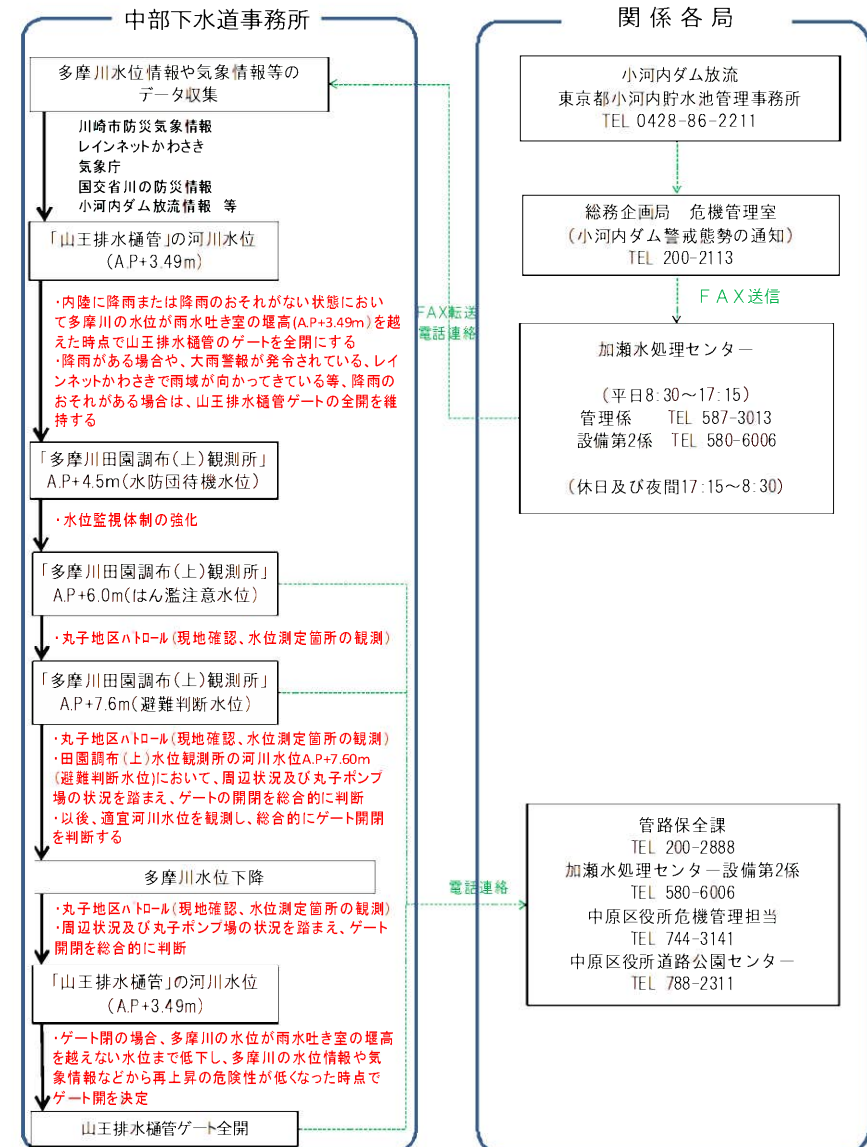 中部下水道事務所
多摩川水位情報や気象情報等の
データ収集
川崎市防災気象情報
レインネットかわさき
気象庁
国交省川の防災情報
小河内ダム放流情報 等
「山王排水樋管」の河川水位
(A.P+3.49m)
・内陸に降雨または降雨のおそれがない状態におい
て多摩川の水位が雨水吐き室の堰高(A.P+3.49m)を越
えた時点で山王排水樋管のゲートを全閉にする
・降雨がある場合や、大雨警報が発令されている、レイ
ンネットかわさきで雨域が向かってきている等、降雨の
おそれがある場合は、山王排水樋管ゲートの全開を維
持する
「多摩川田園調布(上)観測所」
A.P+4.5m(水防団待機水位)
・水位監視体制の強化
「多摩川田園調布(上)観測所」
A.P+6.0m(はん濫注意水位)
・丸子地区パトロール(現地確認、水位測定箇所の観測)
「多摩川田園調布(上)観測所」
A.P+7.6m(避難判断水位)
・丸子地区パトロール(現地確認、水位測定箇所の観測)
・田園調布(上)水位観測所の河川水位A.P+7.60m
(避難判断水位)において、周辺状況及び丸子ポンプ
場の状況を踏まえ、ゲートの開閉を総合的に判断
・以後、適宜河川水位を観測し、総合的にゲート開閉
を判断する
多摩川水位下降
・丸子地区パトロール(現地確認、水位測定箇所の観測)
・周辺状況及び丸子ポンプ場の状況を踏まえ、ゲート
開閉を総合的に判断
「山王排水樋管」の河川水位
(A.P+3.49m)
・ゲート閉の場合、多摩川の水位が雨水吐き室の堰高
を越えない水位まで低下し、多摩川の水位情報や気
象情報などから再上昇の危険性が低くなった時点で
ゲート開を決定
山王排水樋管ゲート全開
FAX転送
電話連絡
電話連絡
関係各局
小河内ダム放流
東京都小河内貯水池管理事務所
TEL 0428-86-2211
総務企画局 危機管理室
(小河内ダム警戒態勢の通知)
TEL 200-2113
FAX送信
加瀬水処理センター
(平日8:30～17:15)
管理係 TEL 587-3013
設備第2係 TEL 580-6006
(休日及び夜間17:15～8:30)
管路保全課
TEL 200-2888
加瀬水処理センター設備第2係
TEL 580-6006
中原区役所危機管理担当
TEL 744-3141
中原区役所道路公園センター
TEL 788-2311